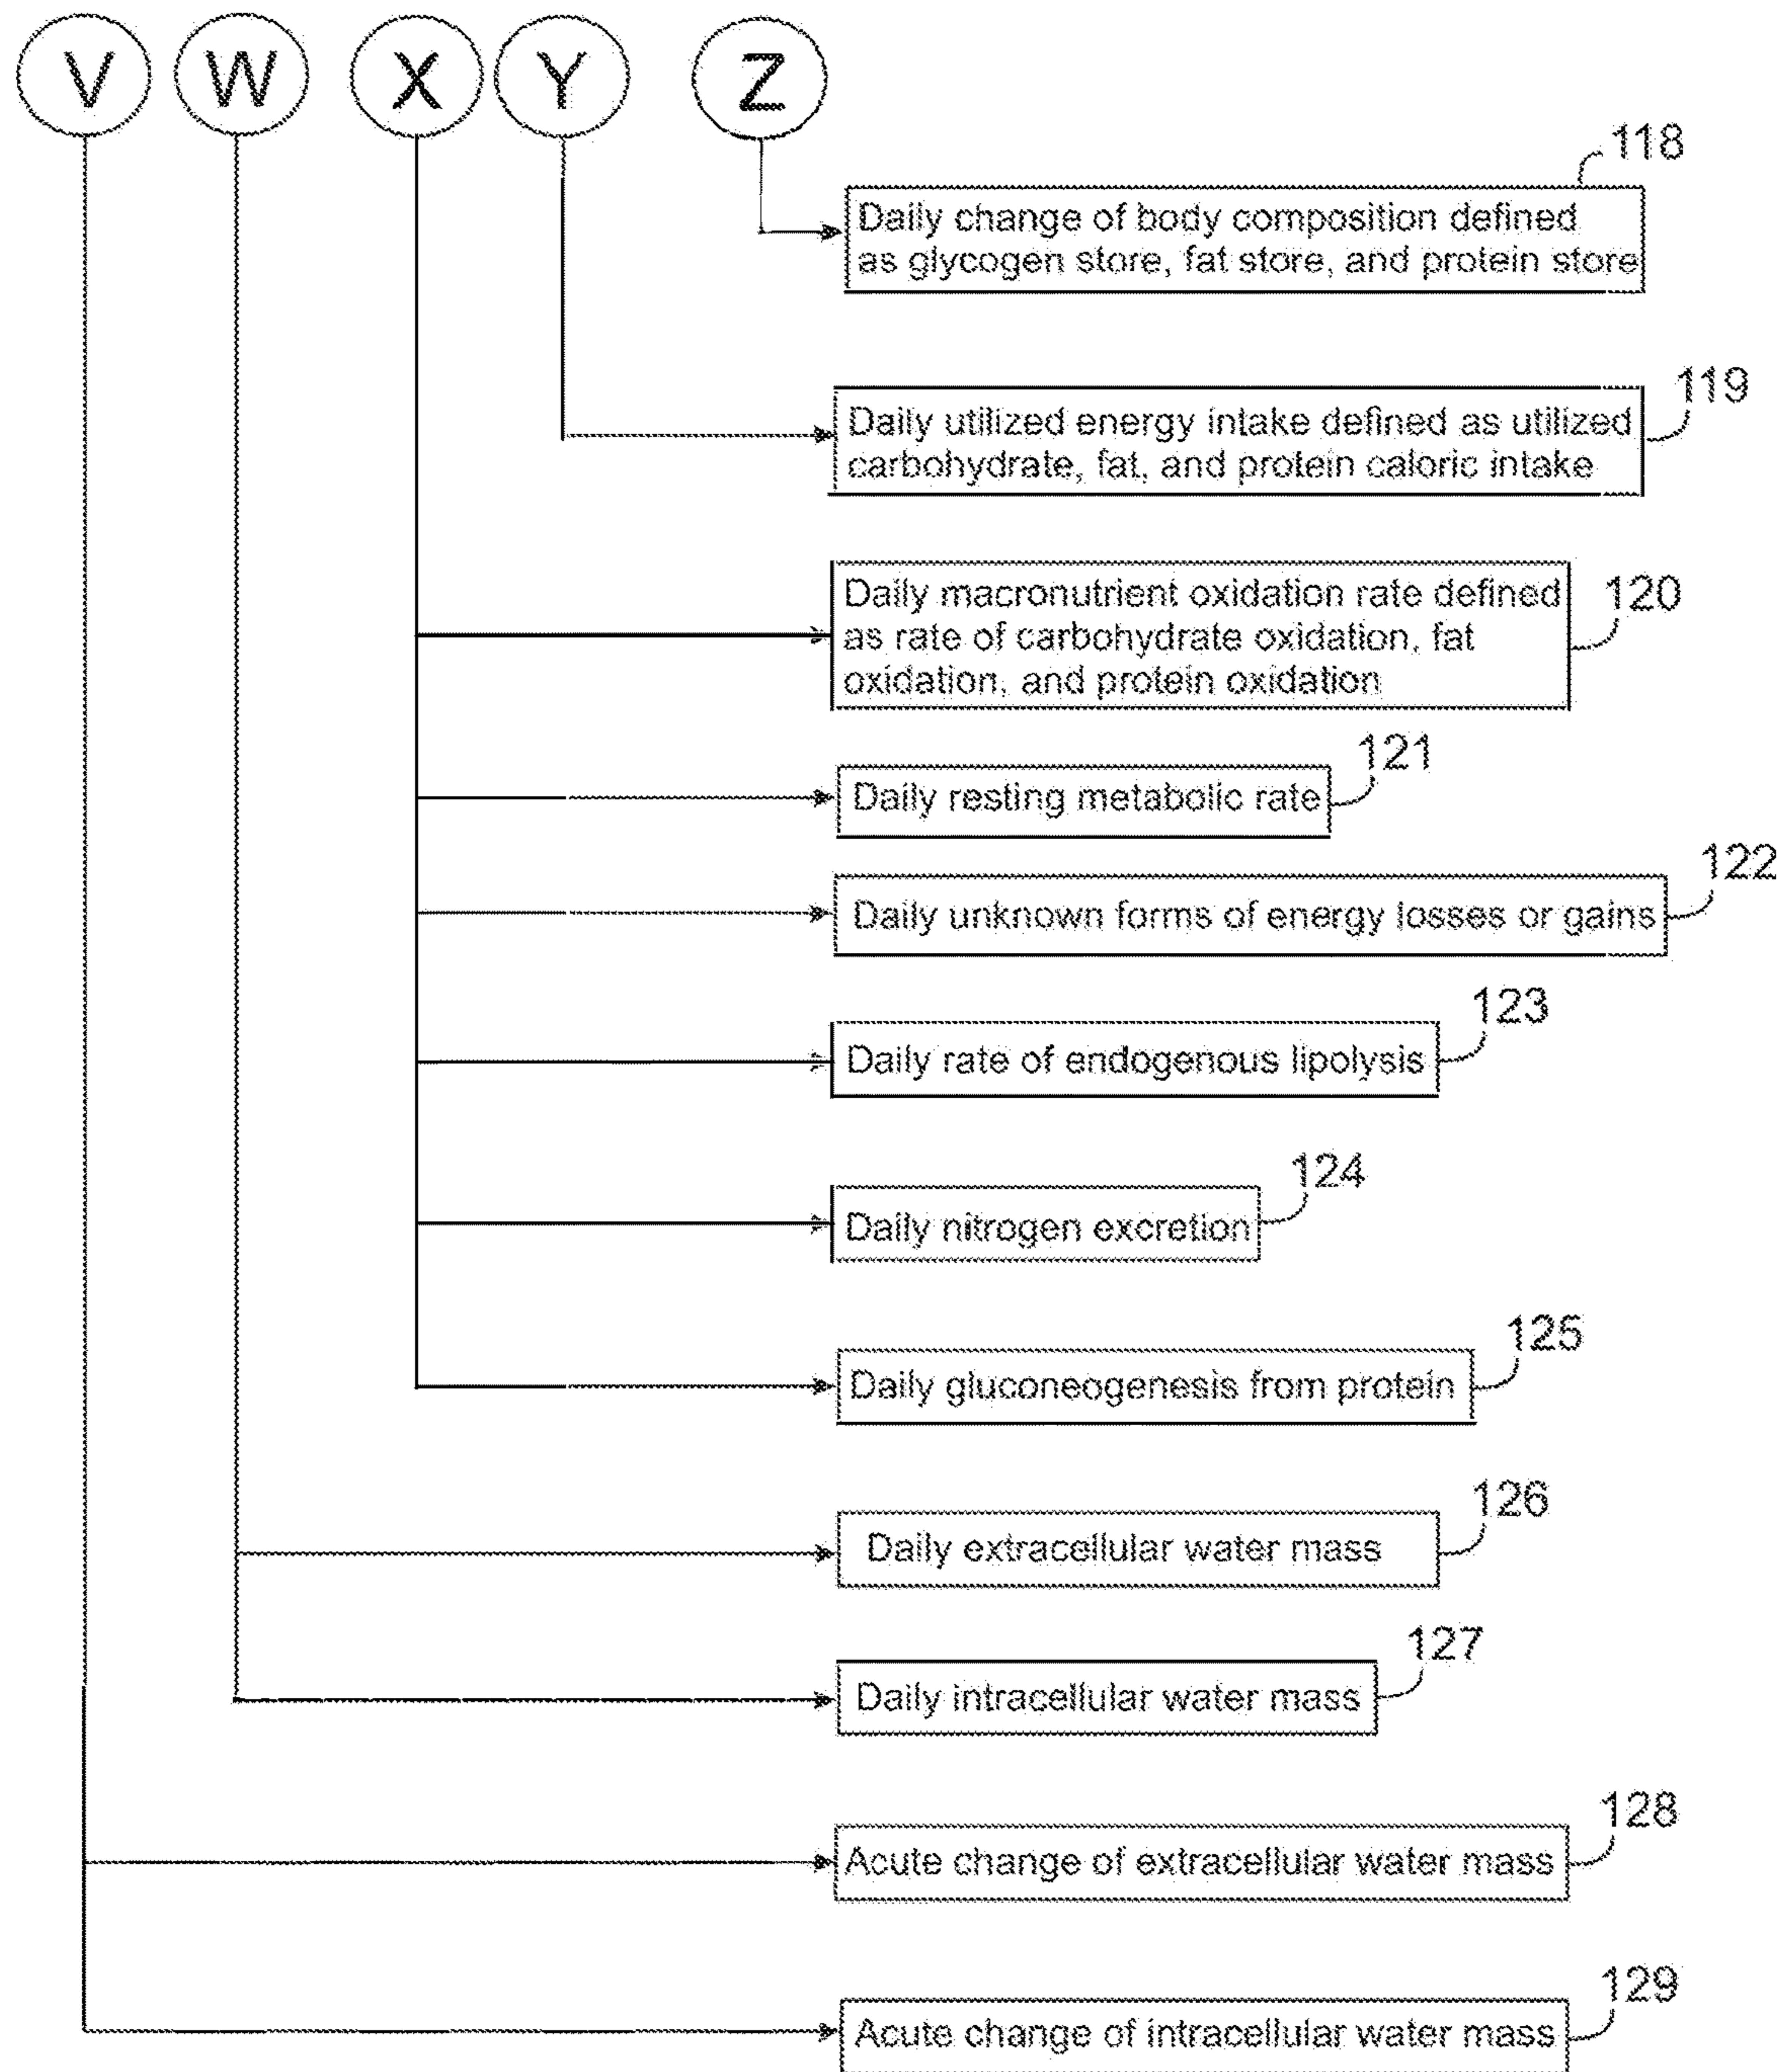 V W X Y Z
118
Daily change of body composition defined
as glycogen store, fat store, and protein store
119
Daily utilized energy intake defined as utilized
carbohydrate, fat, and protein caloric intake
120
Daily macronutrient oxidation rate defined
as rate of carbohydrate oxidation, fat
oxidation, and protein oxidation
121
Daily resting metabolic rate
122
Daily unknown forms of energy losses or gains
123
Daily rate of endogenous lipolysis
124
Daily nitrogen excretion
125
Daily gluconeogenesis from protein
126
Daily extracellular water mass
127
Daily intracellular water mass
128
Acute change of extracellular water mass
129
Acute change of intracellular water mass